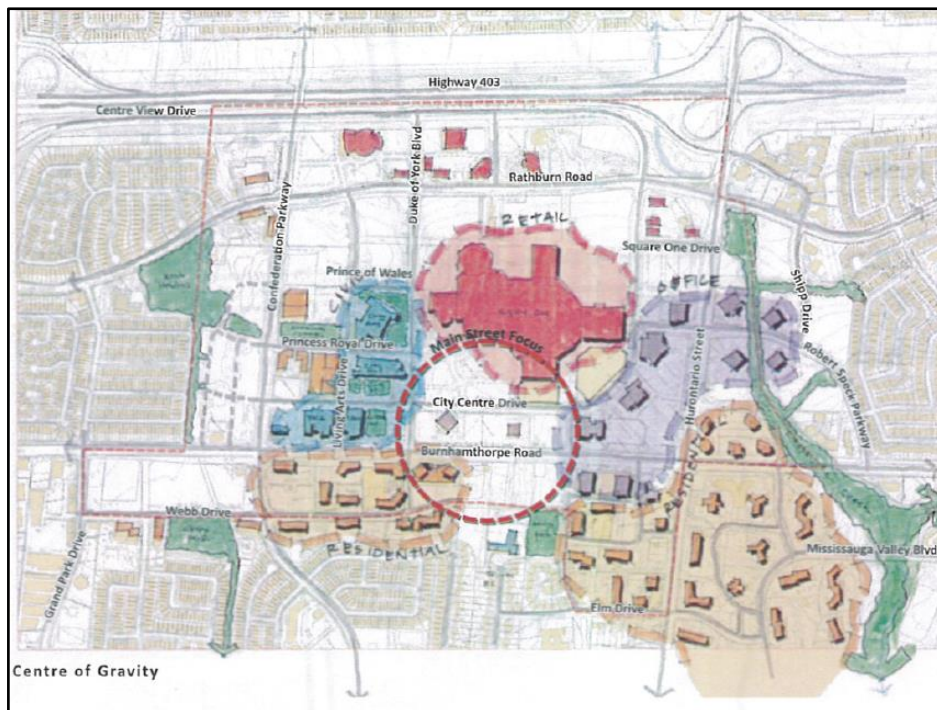 Highway 403
Centre View Drive
Duke of York Blvd
Rathburn Road
Confederation Parkway
RETAIL
Square One Drive
Shipp Drive
Prince of Wales
CIVIC
OFFICE
Main Street Focus
Princess Royal Drive
Hurontario Street
Robert Speck Parkway
Living Arts Drive
City Centre Drive
Burnhamthorpe Road
RESIDENTIAL
Webb Drive
RESIDENTIAL
Mississauga Valley Blvd
Grand Park Drive
Elm Drive
Centre of Gravity